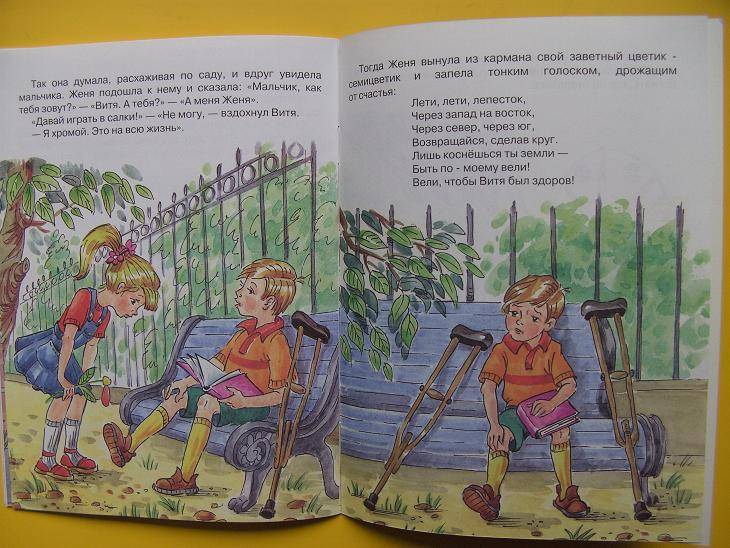 Так она думала, расхаживая по саду, и вдруг увидела
мальчика. Женя подошла к нему и сказала: «Мальчик, как
тебя зовут?» — «Витя. А тебя?» — «А меня Женя».
«Давай играть в салки!» — «Не могу, — вздохнул Витя.
— Я хромой. Это на всю жизнь».
Тогда Женя вынула из кармана свой заветный цветик -
семицветик и запела тонким голоском, дрожащим
от счастья:
Лети, лети, лепесток,
Через запад на восток,
Через север, через юг,
Возвращайся, сделав круг.
Лишь коснёшься ты земли —
Быть по - моему вели!
Вели, чтобы Витя был здоров!